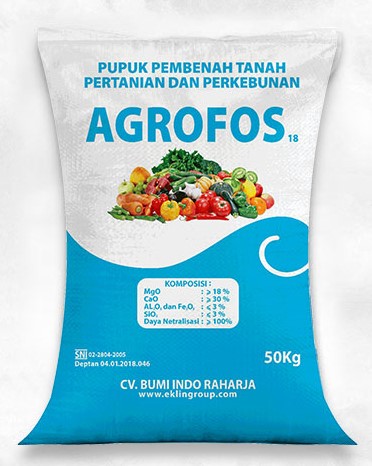 PUPUK PEMBENAH TANAH
PERTANIAN DAN PERKEBUNAN
AGROFOS 18
KOMPOSISI :
MgO : ⩾ 18 %
CaO : ⩾ 30 %
AL₂O₃ dan Fe₂O₃ : ⩽ 3 %
SiO₂ : ⩽ 3 %
Daya Netralisasi : ⩾ 100%
SNI 02-2804-2005
Deptan 04.01.2018.046
50Kg
CV. BUMI INDO RAHARJA
www.eklingroup.com